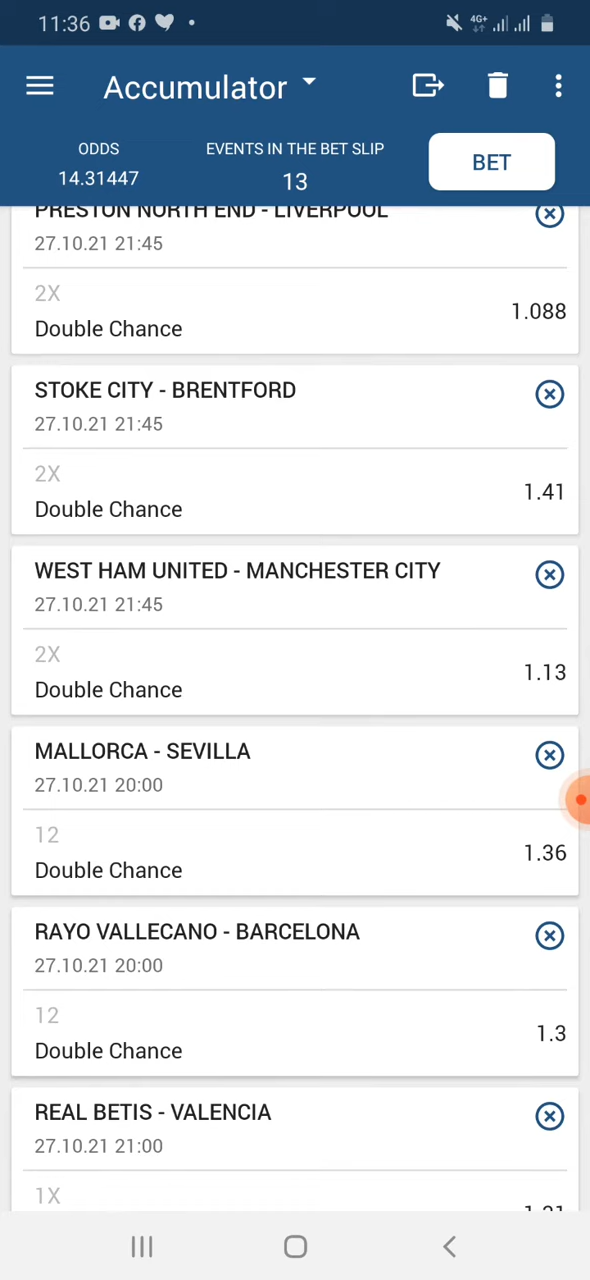 11:36
4G+
Accumulator
ODDS
14.31447
EVENTS IN THE BET SLIP
13
BET
PRESTON NORTH END - LIVERPOOL
27.10.21 21:45
2X
Double Chance
1.088
STOKE CITY - BRENTFORD
27.10.21 21:45
2X
Double Chance
1.41
WEST HAM UNITED - MANCHESTER CITY
27.10.21 21:45
2X
Double Chance
1.13
MALLORCA - SEVILLA
27.10.21 20:00
12
Double Chance
1.36
RAYO VALLECANO - BARCELONA
27.10.21 20:00
12
Double Chance
1.3
REAL BETIS - VALENCIA
27.10.21 21:00
1X